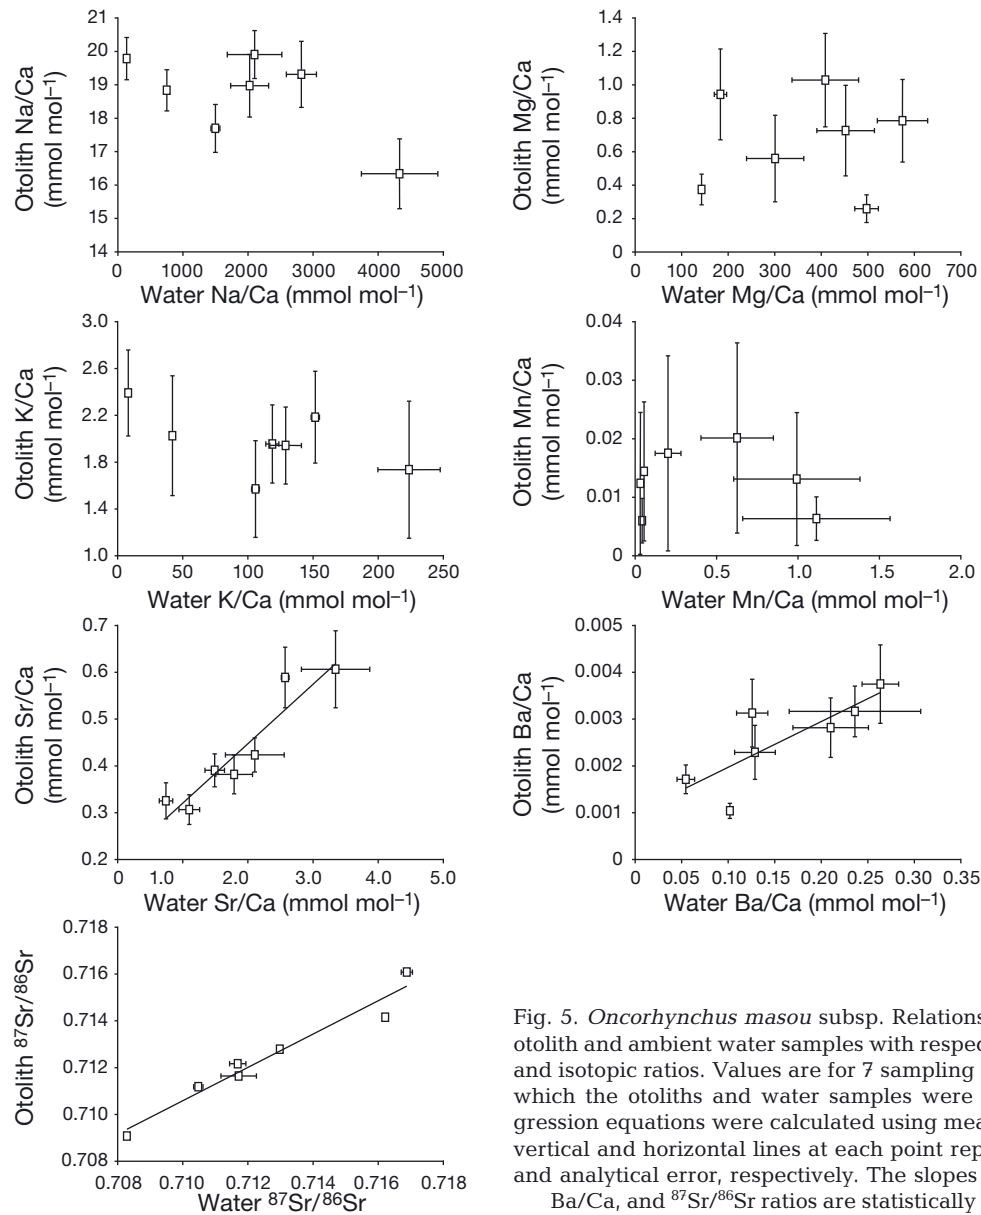 21
20
19
18
17
16
15
14
Otolith Na/Ca
(mmol mol⁻¹)
0 1000 2000 3000 4000 5000
Water Na/Ca (mmol mol⁻¹)
1.4
1.2
1.0
0.8
0.6
0.4
0.2
0
Otolith Mg/Ca
(mmol mol⁻¹)
100 200 300 400 500 600 700
Water Mg/Ca (mmol mol⁻¹)
3.0
2.6
2.2
1.8
1.4
1.0
Otolith K/Ca
(mmol mol⁻¹)
0 50 100 150 200 250
Water K/Ca (mmol mol⁻¹)
0.04
0.03
0.02
0.01
0
Otolith Mn/Ca
(mmol mol⁻¹)
0 0.5 1.0 1.5 2.0
Water Mn/Ca (mmol mol⁻¹)
0.7
0.6
0.5
0.4
0.3
0.2
Otolith Sr/Ca
(mmol mol⁻¹)
0 1.0 2.0 3.0 4.0 5.0
Water Sr/Ca (mmol mol⁻¹)
0.005
0.004
0.003
0.002
0.001
0
Otolith Ba/Ca
(mmol mol⁻¹)
0 0.05 0.10 0.15 0.20 0.25 0.30 0.35
Water Ba/Ca (mmol mol⁻¹)
0.718
0.716
0.714
0.712
0.710
0.708
Otolith ⁸⁷Sr/⁸⁶Sr
0.708 0.710 0.712 0.714 0.716 0.718
Water ⁸⁷Sr/⁸⁶Sr
Fig. 5. Oncorhynchus masou subsp. Relations
otolith and ambient water samples with respec
and isotopic ratios. Values are for 7 sampling
which the otoliths and water samples were
gression equations were calculated using mea
vertical and horizontal lines at each point rep
and analytical error, respectively. The slopes
Ba/Ca, and ⁸⁷Sr/⁸⁶Sr ratios are statistically